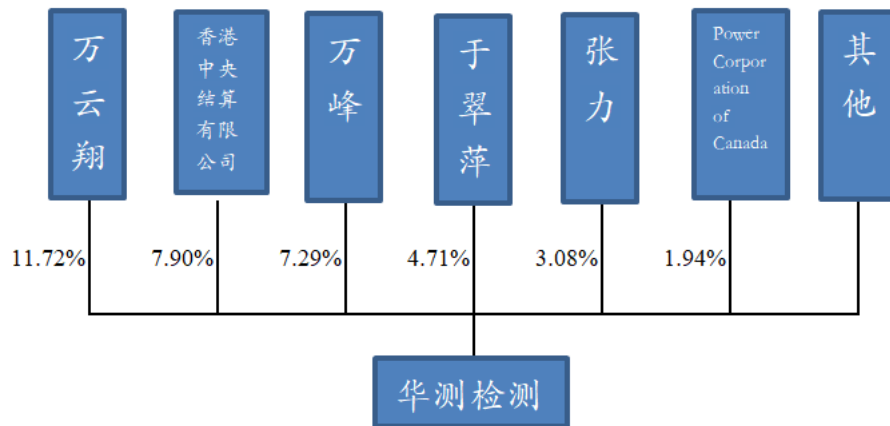 万云翔
香港
中央
结算
有限
公司
万峰
于翠萍
张力
Power
Corpor
ation
of
Canada
其他
11.72%
7.90%
7.29%
4.71%
3.08%
1.94%
华测检测